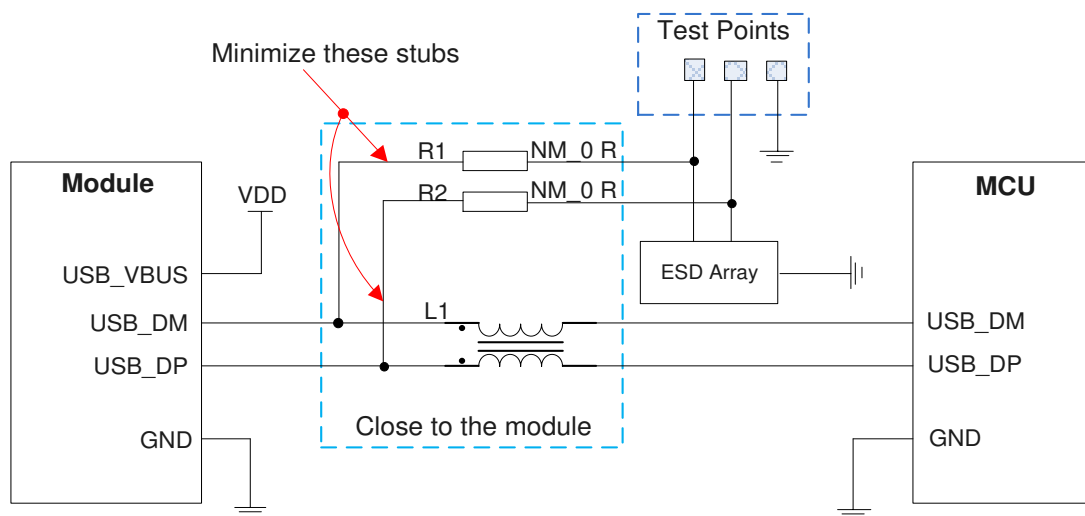 Test Points
Minimize these stubs
R1 NM_0 R
R2 NM_0 R
Module
VDD
MCU
ESD Array
USB_VBUS
L1
USB_DM
USB_DM
USB_DP
USB_DP
Close to the module
GND
GND